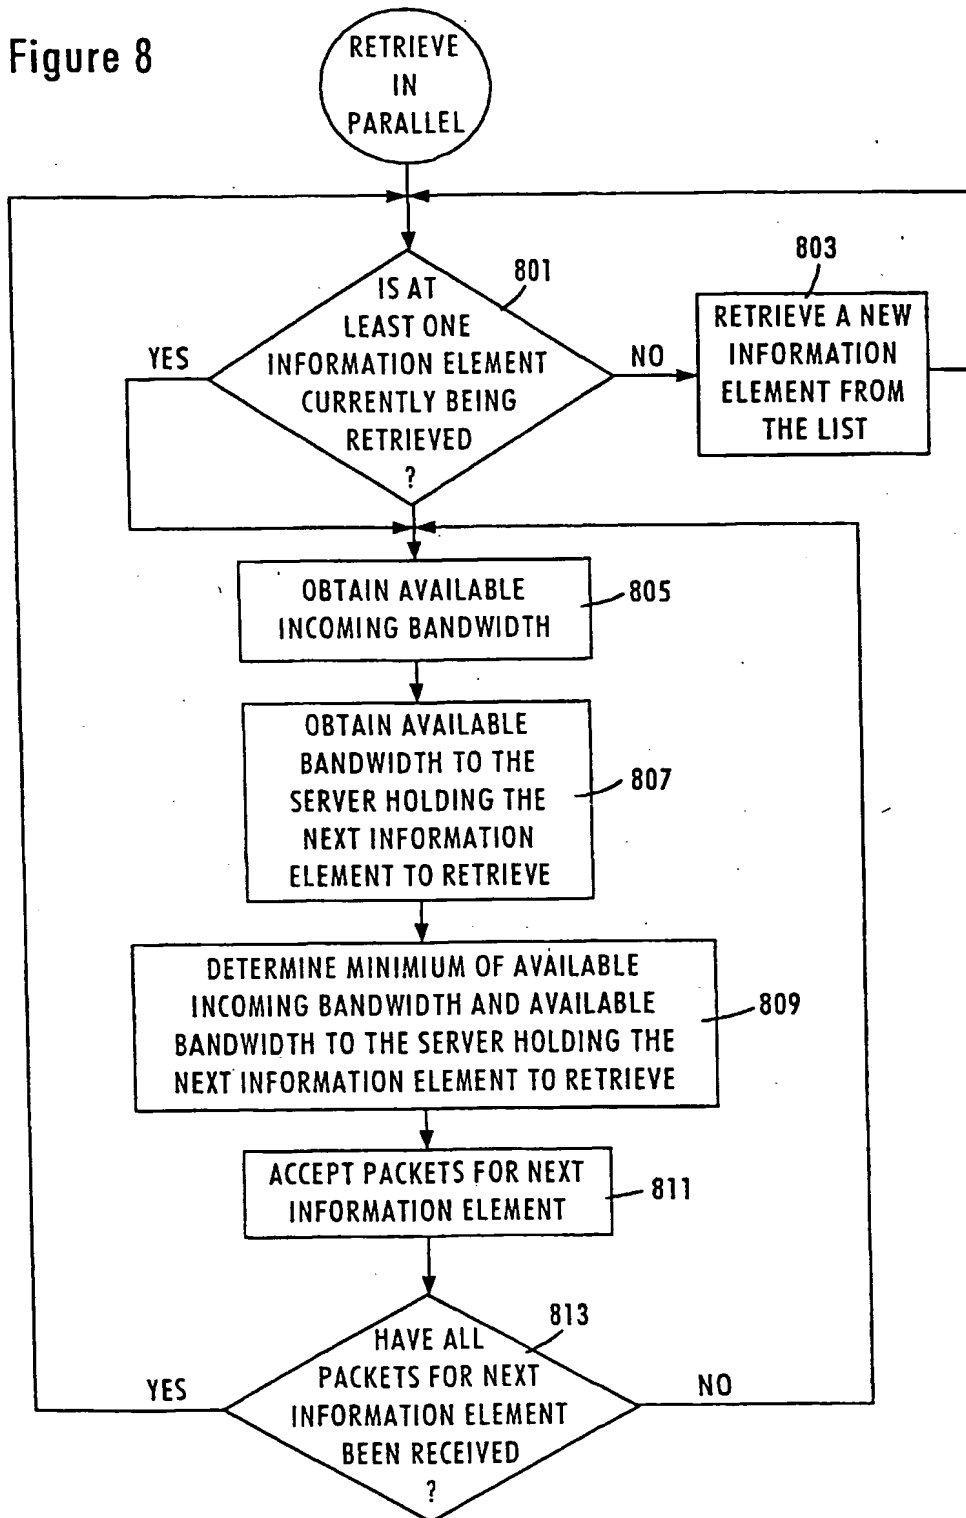 Figure 8
RETRIEVE
IN
PARALLEL
801
IS AT
LEAST ONE
INFORMATION ELEMENT
CURRENTLY BEING
RETRIEVED
?
YES
NO
803
RETRIEVE A NEW
INFORMATION
ELEMENT FROM
THE LIST
OBTAIN AVAILABLE
INCOMING BANDWIDTH
805
OBTAIN AVAILABLE
BANDWIDTH TO THE
SERVER HOLDING THE
NEXT INFORMATION
ELEMENT TO RETRIEVE
807
DETERMINE MINIMIUM OF AVAILABLE
INCOMING BANDWIDTH AND AVAILABLE
BANDWIDTH TO THE SERVER HOLDING THE
NEXT INFORMATION ELEMENT TO RETRIEVE
809
ACCEPT PACKETS FOR NEXT
INFORMATION ELEMENT
811
813
HAVE ALL
PACKETS FOR NEXT
INFORMATION ELEMENT
BEEN RECEIVED
?
YES
NO